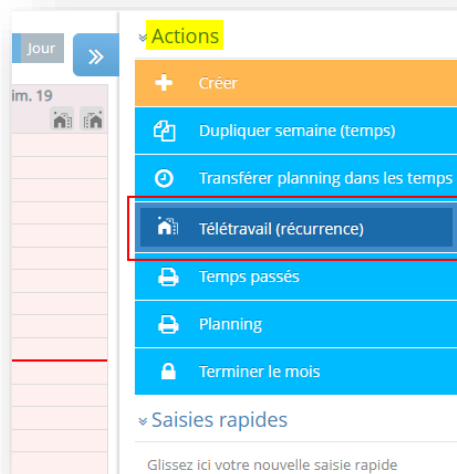 Jour
im. 19
Actions
Créer
Dupliquer semaine (temps)
Transférer planning dans les temps
Télétravail (récurrence)
Temps passés
Planning
Terminer le mois
Saisies rapides
Glissez ici votre nouvelle saisie rapide